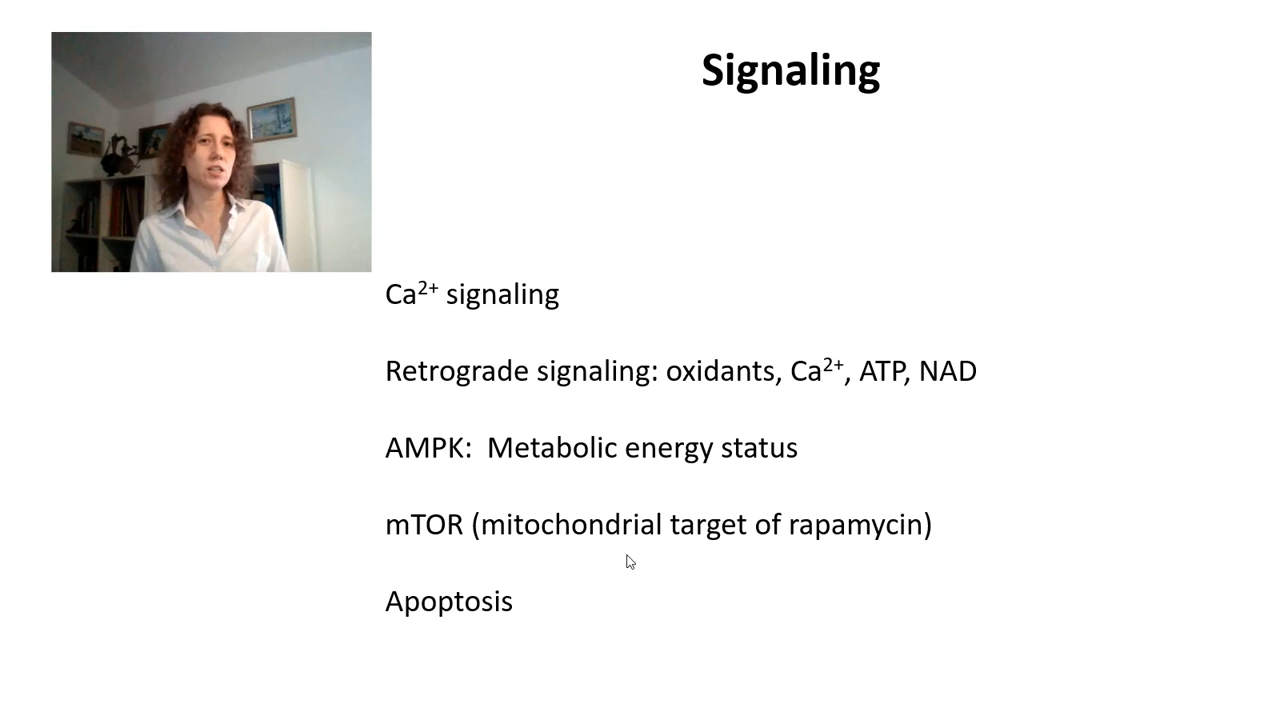 Signaling
Ca²⁺ signaling
Retrograde signaling: oxidants, Ca²⁺, ATP, NAD
AMPK:  Metabolic energy status
mTOR (mitochondrial target of rapamycin)
Apoptosis